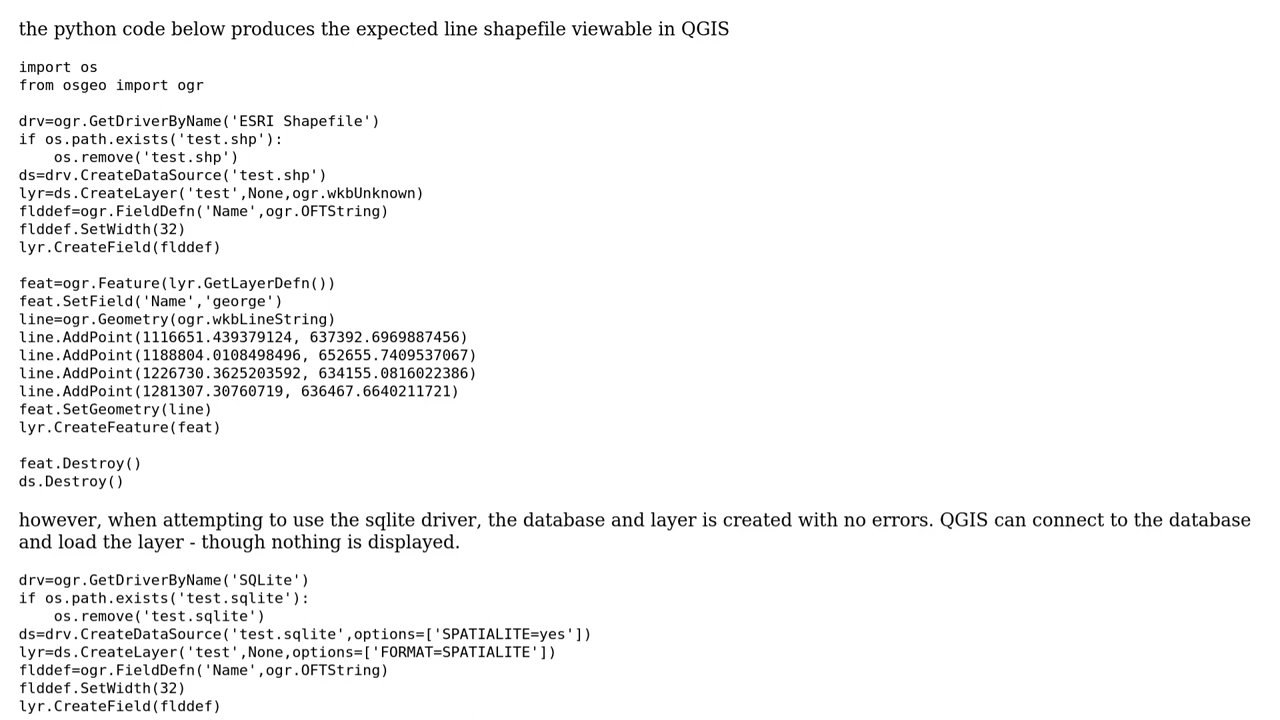 the python code below produces the expected line shapefile viewable in QGIS
import os
from osgeo import ogr
drv=ogr.GetDriverByName('ESRI Shapefile')
if os.path.exists('test.shp'):
    os.remove('test.shp')
ds=drv.CreateDataSource('test.shp')
lyr=ds.CreateLayer('test',None,ogr.wkbUnknown)
flddef=ogr.FieldDefn('Name',ogr.OFTString)
flddef.SetWidth(32)
lyr.CreateField(flddef)
feat=ogr.Feature(lyr.GetLayerDefn())
feat.SetField('Name','george')
line=ogr.Geometry(ogr.wkbLineString)
line.AddPoint(1116651.439379124, 637392.6969887456)
line.AddPoint(1188804.0108498496, 652655.7409537067)
line.AddPoint(1226730.3625203592, 634155.0816022386)
line.AddPoint(1281307.30760719, 636467.6640211721)
feat.SetGeometry(line)
lyr.CreateFeature(feat)
feat.Destroy()
ds.Destroy()
however, when attempting to use the sqlite driver, the database and layer is created with no errors. QGIS can connect to the database
and load the layer - though nothing is displayed.
drv=ogr.GetDriverByName('SQLite')
if os.path.exists('test.sqlite'):
    os.remove('test.sqlite')
ds=drv.CreateDataSource('test.sqlite',options=['SPATIALITE=yes'])
lyr=ds.CreateLayer('test',None,options=['FORMAT=SPATIALITE'])
flddef=ogr.FieldDefn('Name',ogr.OFTString)
flddef.SetWidth(32)
lyr.CreateField(flddef)